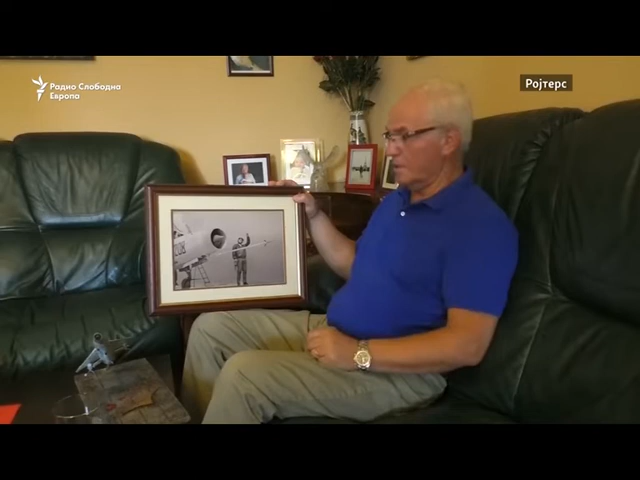 Радио Слободна
Европа
Ројтерс